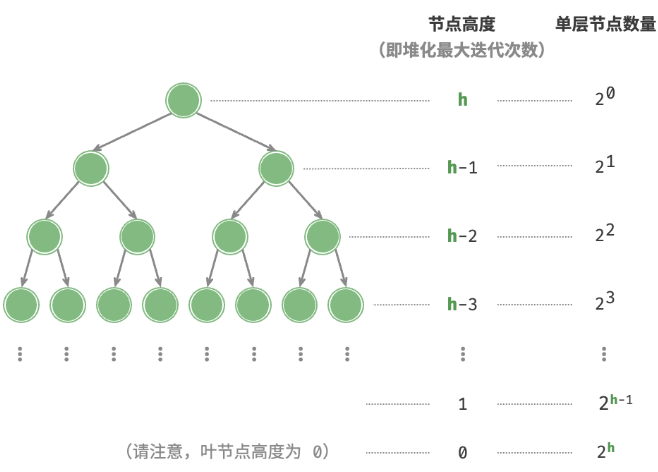 节点高度 单层节点数量
（即堆化最大迭代次数）
h 2^0
h-1 2^1
h-2 2^2
h-3 2^3
1 2^h-1
（请注意，叶节点高度为 0） 0 2^h